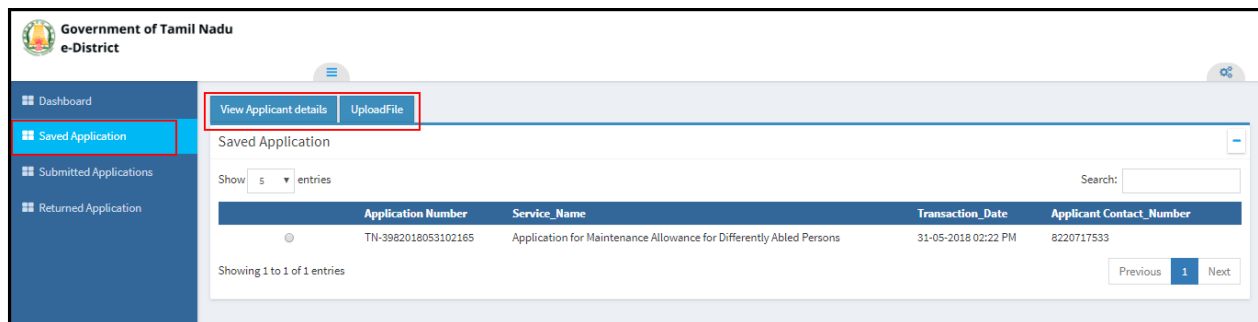 Government of Tamil Nadu
e-District
Dashboard
Saved Application
Submitted Applications
Returned Application
View Applicant details UploadFile
Saved Application
Show 5 entries Search:
Application Number Service_Name Transaction_Date Applicant Contact_Number
TN-3982018053102165 Application for Maintenance Allowance for Differently Abled Persons 31-05-2018 02:22 PM 8220717533
Showing 1 to 1 of 1 entries Previous 1 Next